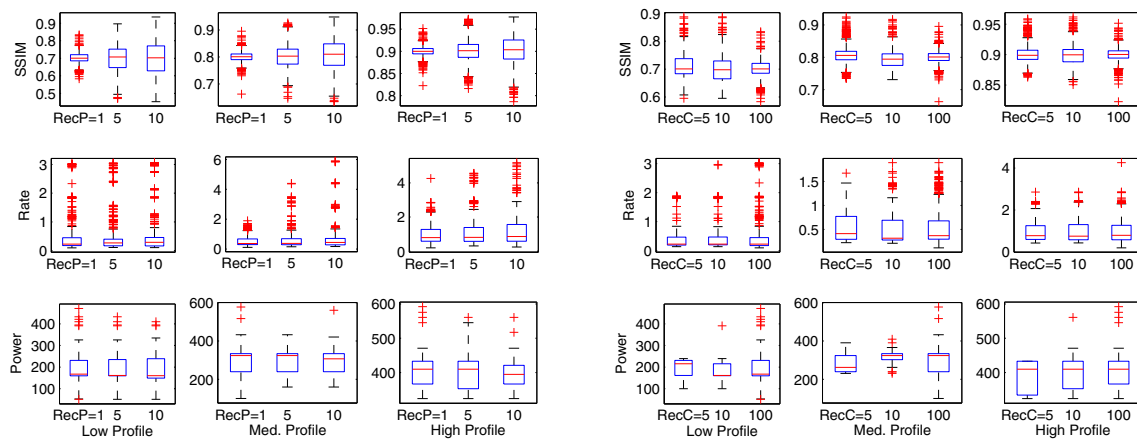 SSIM
0.9
0.8
0.7
0.6
0.5
RecP=1 5 10
0.9
0.8
0.7
RecP=1 5 10
0.95
0.9
0.85
0.8
RecP=1 5 10
SSIM
0.8
0.7
0.6
RecC=5 10 100
0.9
0.8
0.7
RecC=5 10 100
0.95
0.9
0.85
RecC=5 10 100
Rate
3
2
1
0
RecP=1 5 10
6
4
2
0
RecP=1 5 10
4
2
0
RecP=1 5 10
Rate
3
2
1
0
RecC=5 10 100
1.5
1
0.5
RecC=5 10 100
4
2
0
RecC=5 10 100
Power
400
300
200
100
RecP=1 5 10
Low Profile
600
400
200
RecP=1 5 10
Med. Profile
600
500
400
RecP=1 5 10
High Profile
Power
400
300
200
100
RecC=5 10 100
Low Profile
600
400
200
RecC=5 10 100
Med. Profile
600
500
400
RecC=5 10 100
High Profile